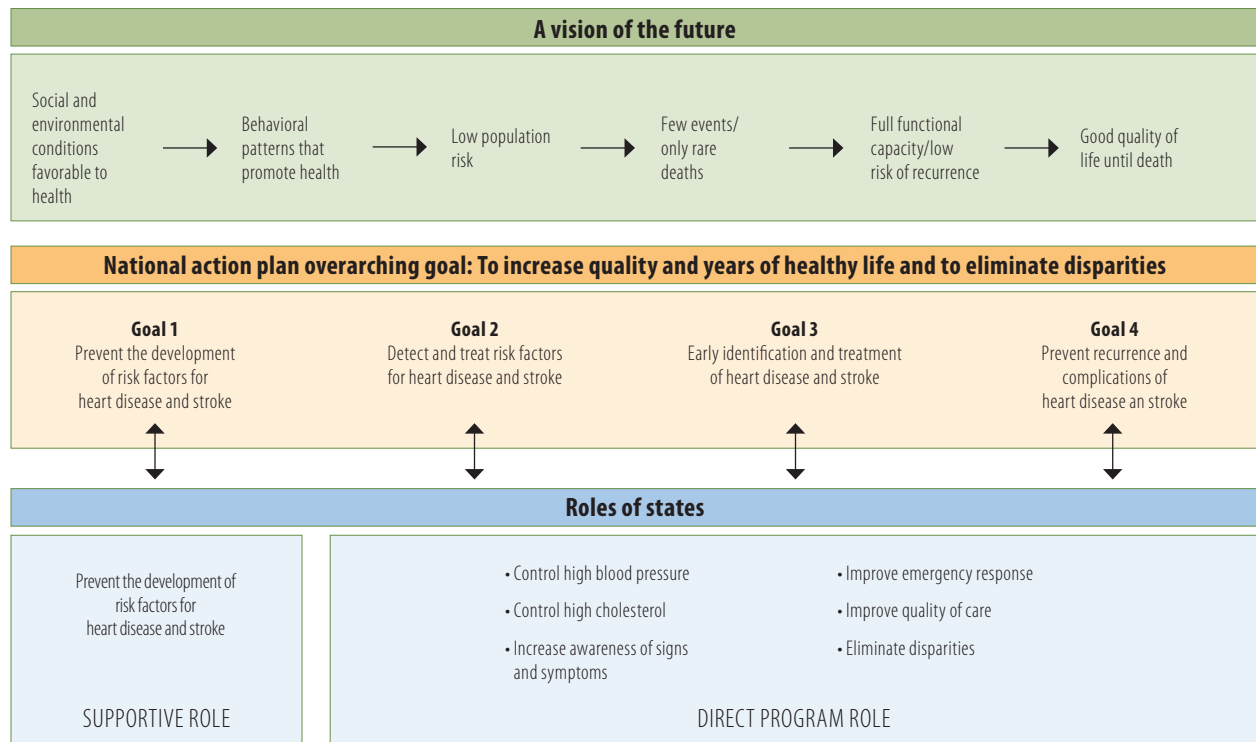 A vision of the future
Social and
environmental
conditions
favorable to
health
Behavioral
patterns that
promote health
Low population
risk
Few events/
only rare
deaths
Full functional
capacity/low
risk of recurrence
Good quality of
life until death
National action plan overarching goal: To increase quality and years of healthy life and to eliminate disparities
Goal 1
Prevent the development
of risk factors for
heart disease and stroke
Goal 2
Detect and treat risk factors
for heart disease and stroke
Goal 3
Early identification and treatment
of heart disease and stroke
Goal 4
Prevent recurrence and
complications of
heart disease an stroke
Roles of states
Prevent the development of
risk factors for
heart disease and stroke
SUPPORTIVE ROLE
• Control high blood pressure
• Control high cholesterol
• Increase awareness of signs
and symptoms
• Improve emergency response
• Improve quality of care
• Eliminate disparities
DIRECT PROGRAM ROLE